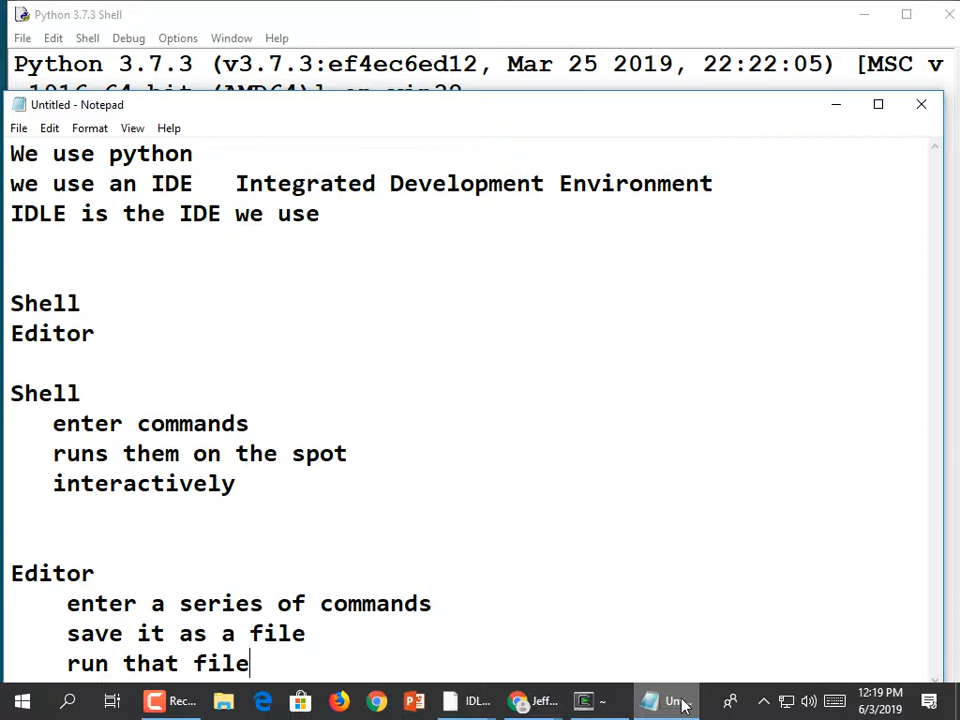 Python 3.7.3 Shell
File Edit Shell Debug Options Window Help
Python 3.7.3 (v3.7.3:ef4ec6ed12, Mar 25 2019, 22:22:05) [MSC v
Untitled - Notepad
File Edit Format View Help
We use python
we use an IDE   Integrated Development Environment
IDLE is the IDE we use
Shell
Editor
Shell
enter commands
runs them on the spot
interactively
Editor
enter a series of commands
save it as a file
run that file
Rec... IDL... Jeff... ~ Un 12:19 PM
6/3/2019